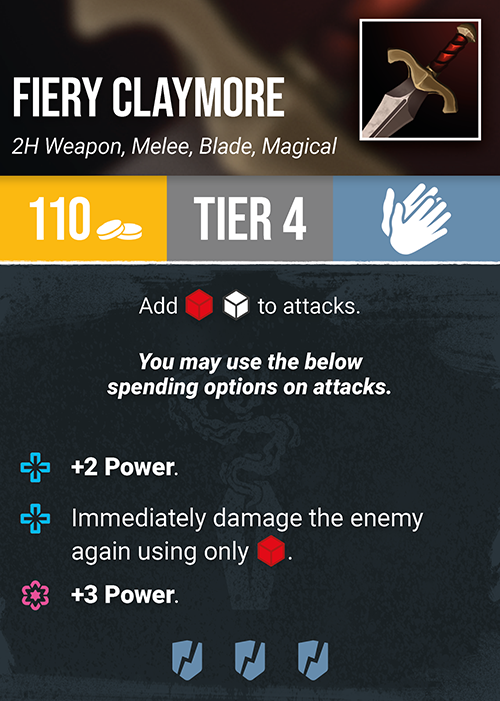 FIERY CLAYMORE
2H Weapon, Melee, Blade, Magical
110 TIER 4
Add to attacks.
You may use the below
spending options on attacks.
+2 Power.
Immediately damage the enemy
again using only .
+3 Power.